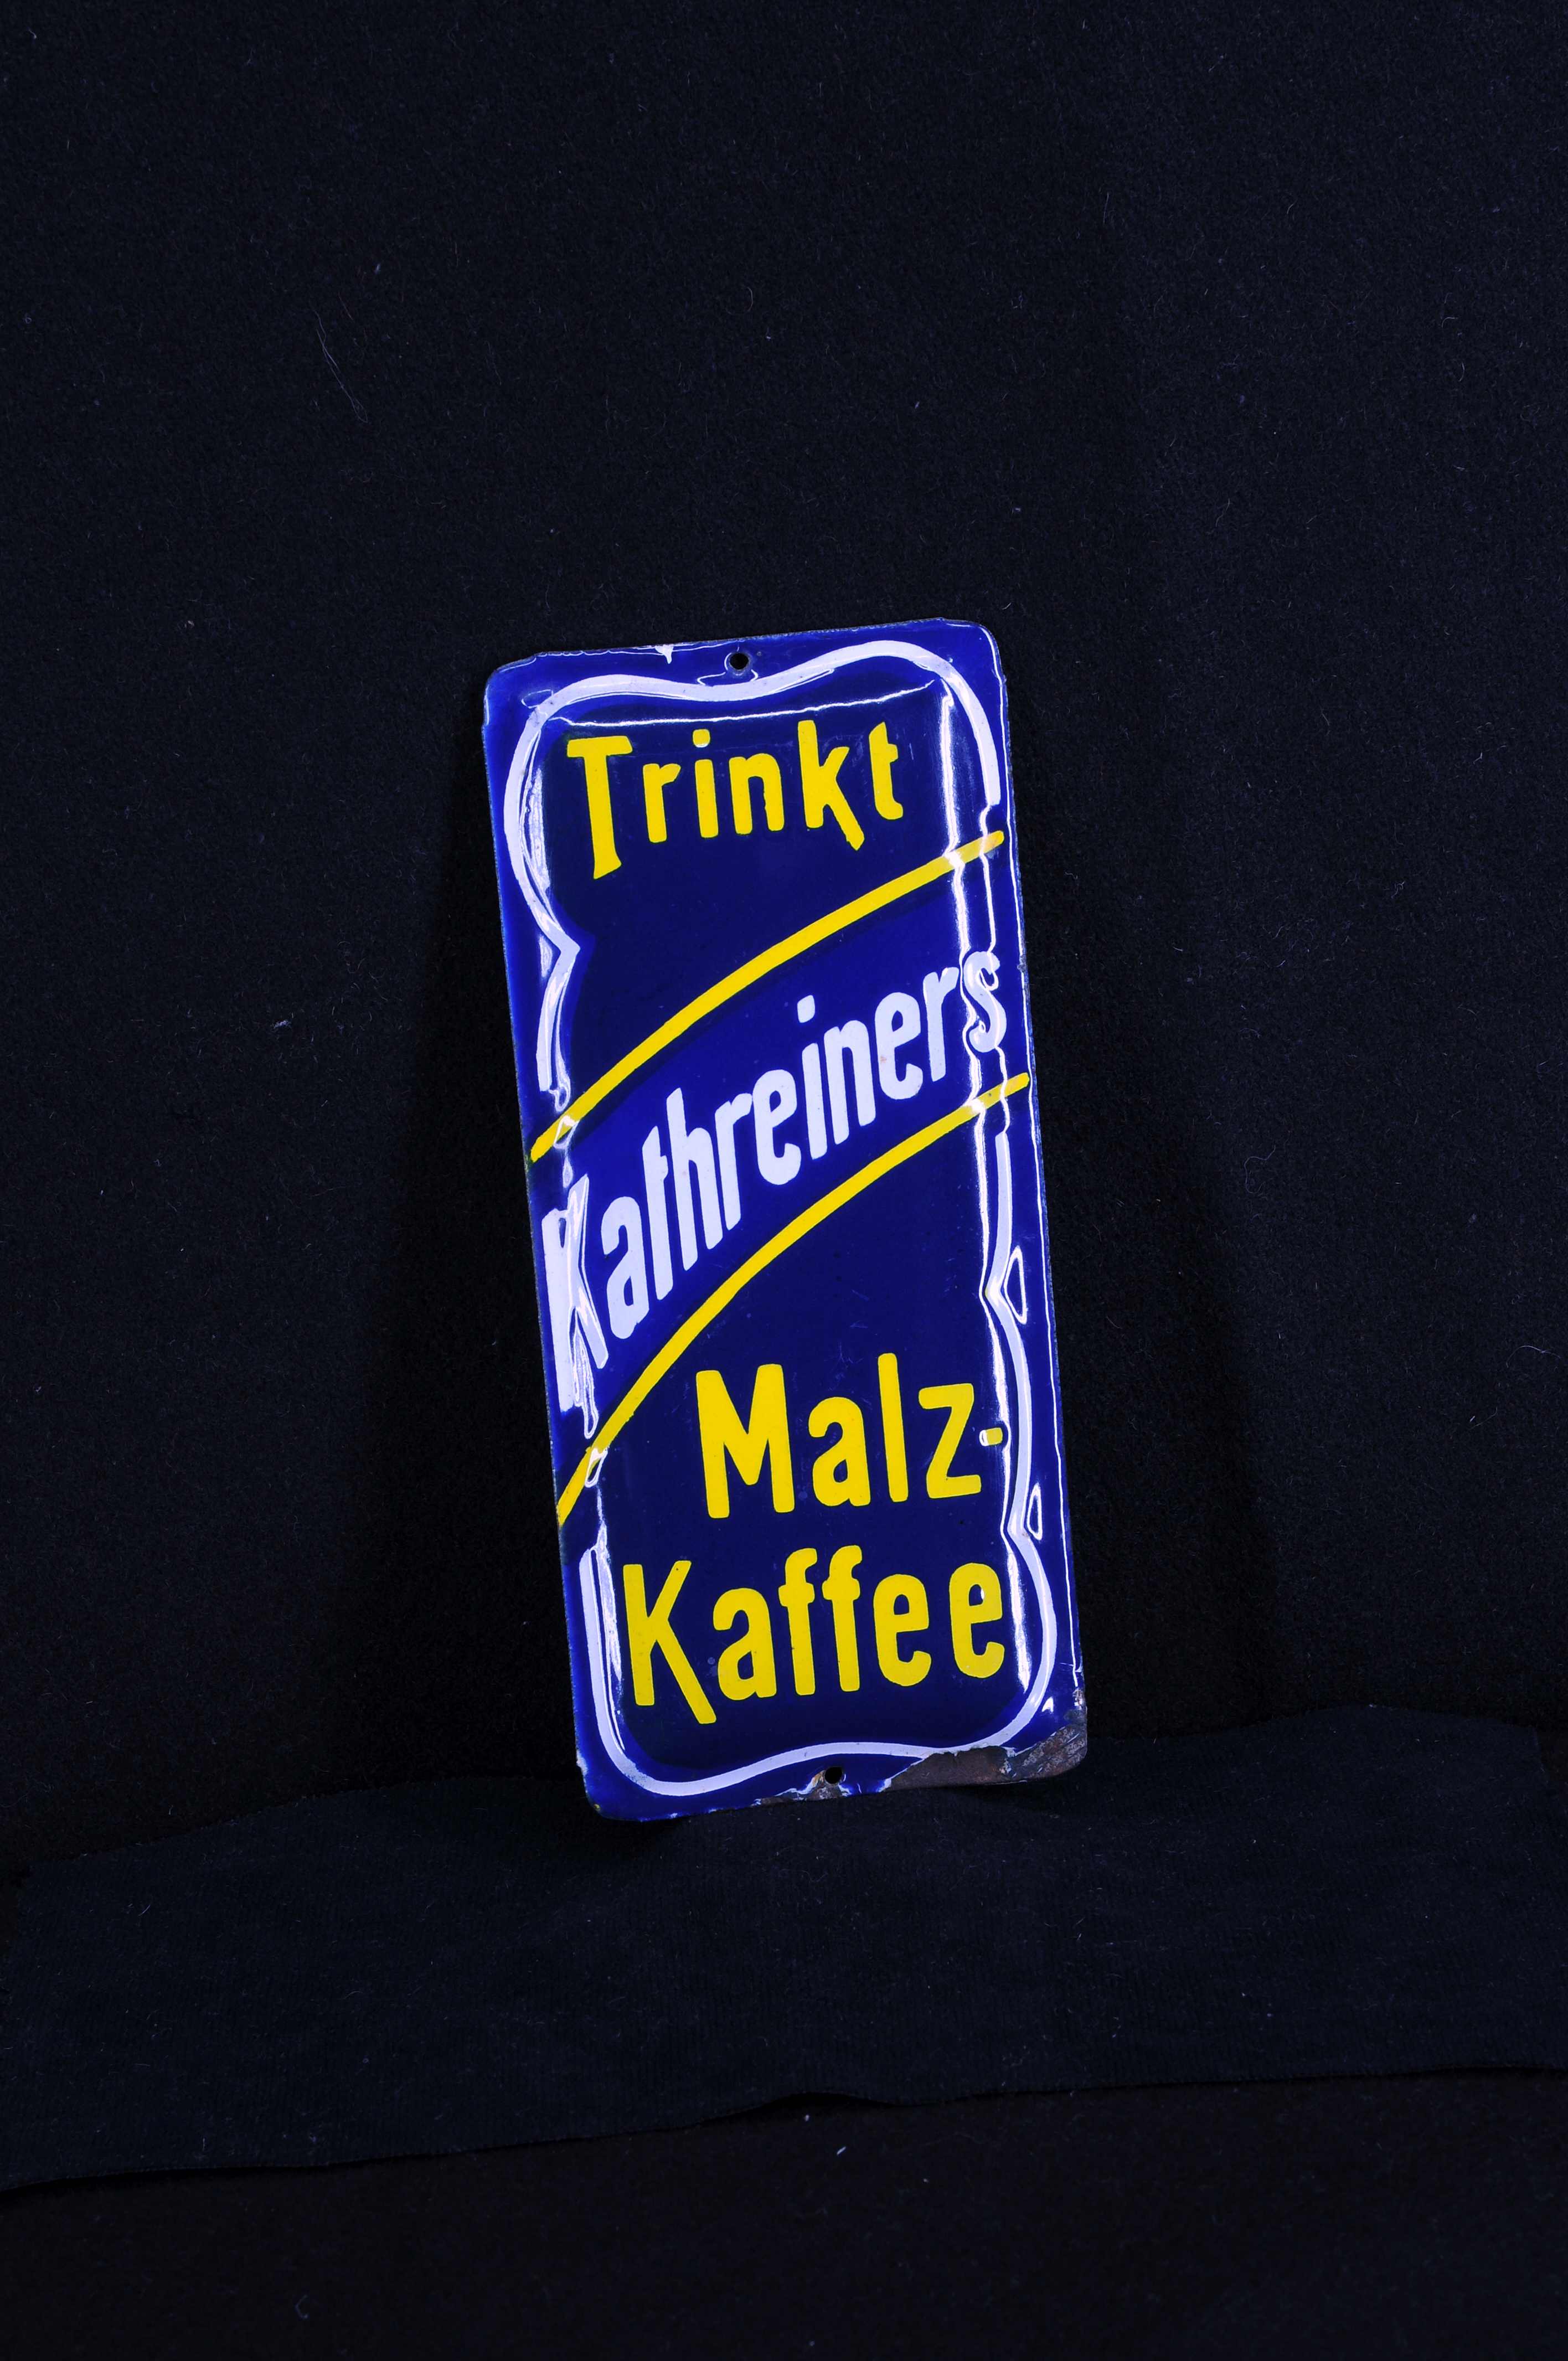 Trinkt
Kathreiners
Malz-
Kaffee